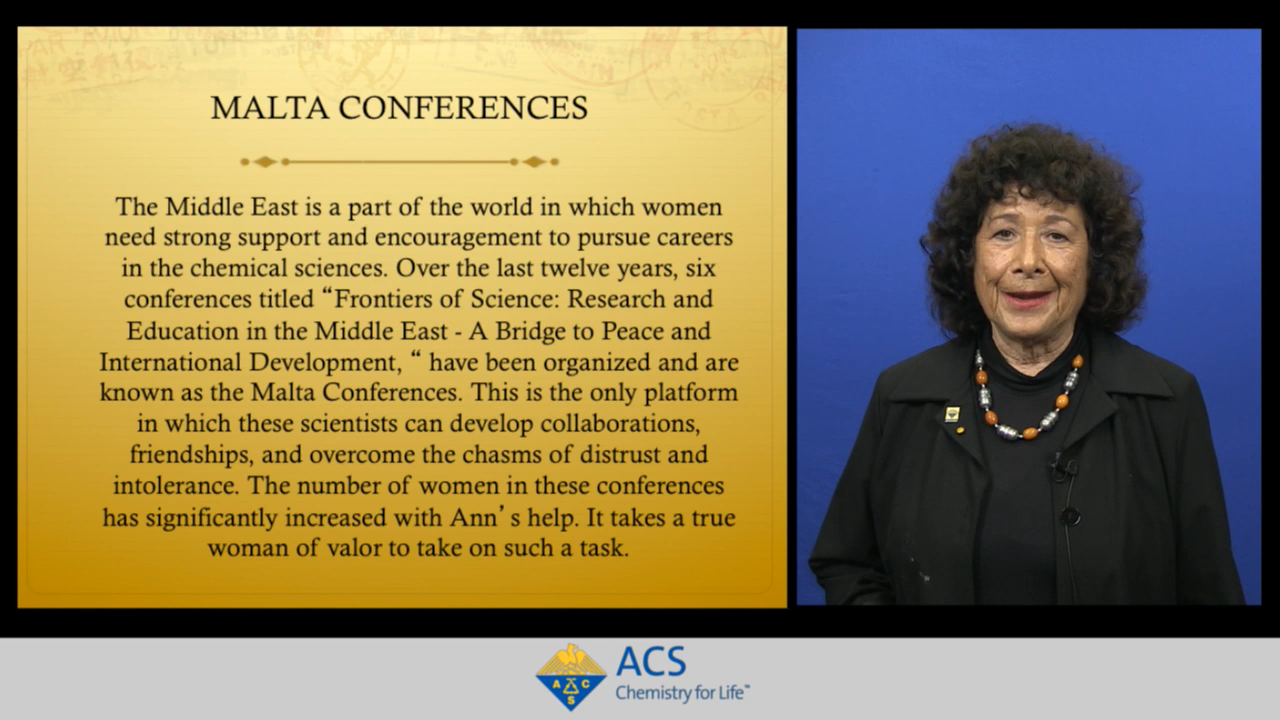 MALTA CONFERENCES
The Middle East is a part of the world in which women
need strong support and encouragement to pursue careers
in the chemical sciences. Over the last twelve years, six
conferences titled “Frontiers of Science: Research and
Education in the Middle East - A Bridge to Peace and
International Development, “ have been organized and are
known as the Malta Conferences. This is the only platform
in which these scientists can develop collaborations,
friendships, and overcome the chasms of distrust and
intolerance. The number of women in these conferences
has significantly increased with Ann’s help. It takes a true
woman of valor to take on such a task.
A C S
ACS
Chemistry for Life™